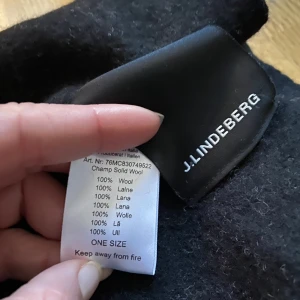 J.LINDEBERG
Art. Nr: 76MC830749522
Champ Solid Wool
100% Wool
100% Laine
100% Lana
100% Lana
100% Wolle
100% Lã
100% Ull
ONE SIZE
Keep away from fire